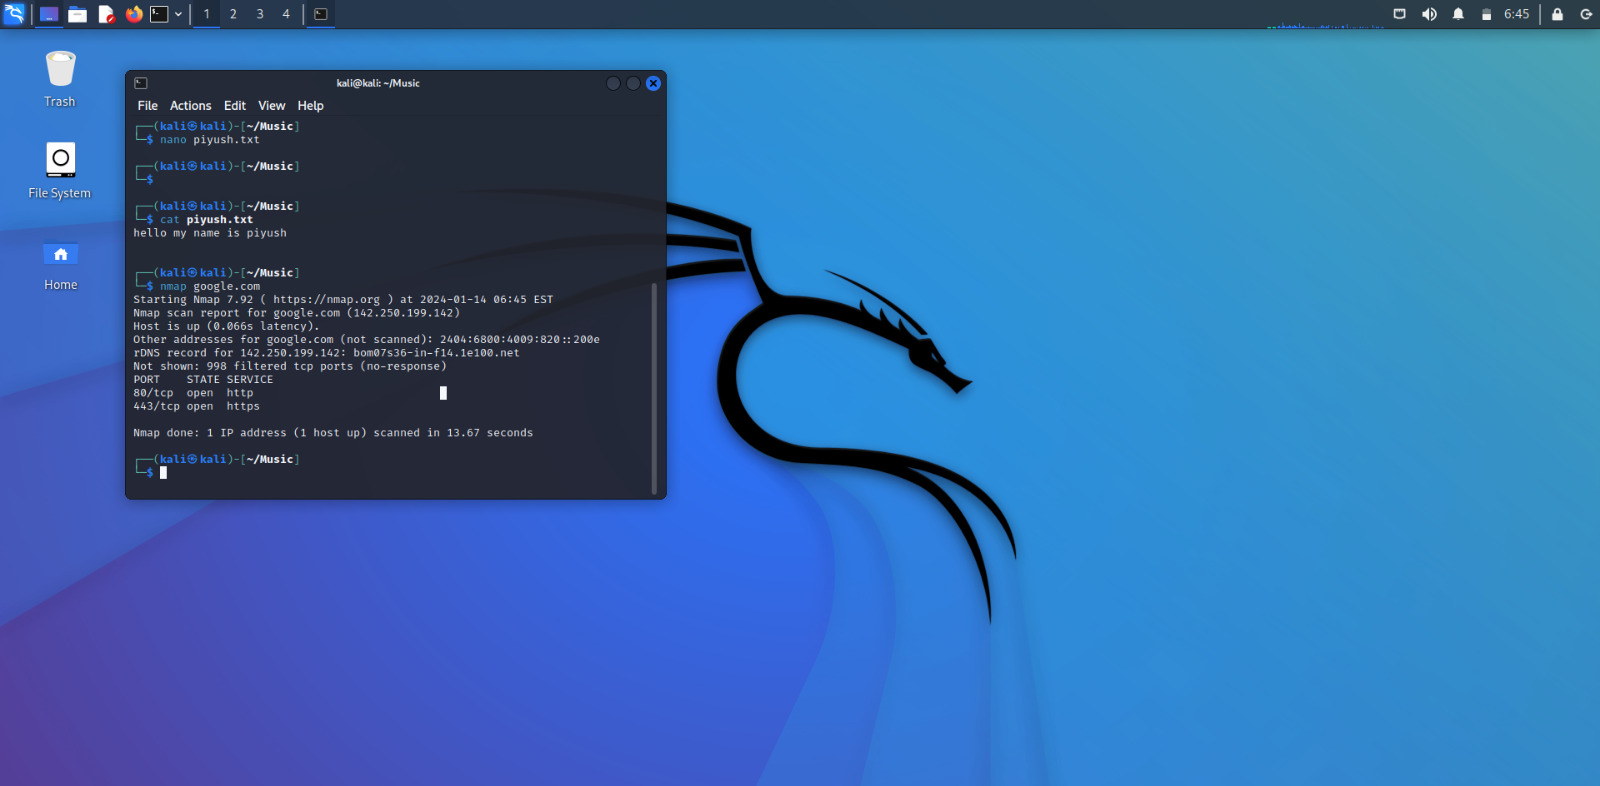 1 2 3 4
6:45
Trash
File System
Home
kali@kali: ~/Music
File Actions Edit View Help
┌──(kali㉿kali)-[~/Music]
└─$ nano piyush.txt
┌──(kali㉿kali)-[~/Music]
└─$
┌──(kali㉿kali)-[~/Music]
└─$ cat piyush.txt
hello my name is piyush
┌──(kali㉿kali)-[~/Music]
└─$ nmap google.com
Starting Nmap 7.92 ( https://nmap.org ) at 2024-01-14 06:45 EST
Nmap scan report for google.com (142.250.199.142)
Host is up (0.066s latency).
Other addresses for google.com (not scanned): 2404:6800:4009:820::200e
rDNS record for 142.250.199.142: bom07s36-in-f14.1e100.net
Not shown: 998 filtered tcp ports (no-response)
PORT    STATE SERVICE
80/tcp  open  http
443/tcp open  https
Nmap done: 1 IP address (1 host up) scanned in 13.67 seconds
┌──(kali㉿kali)-[~/Music]
└─$